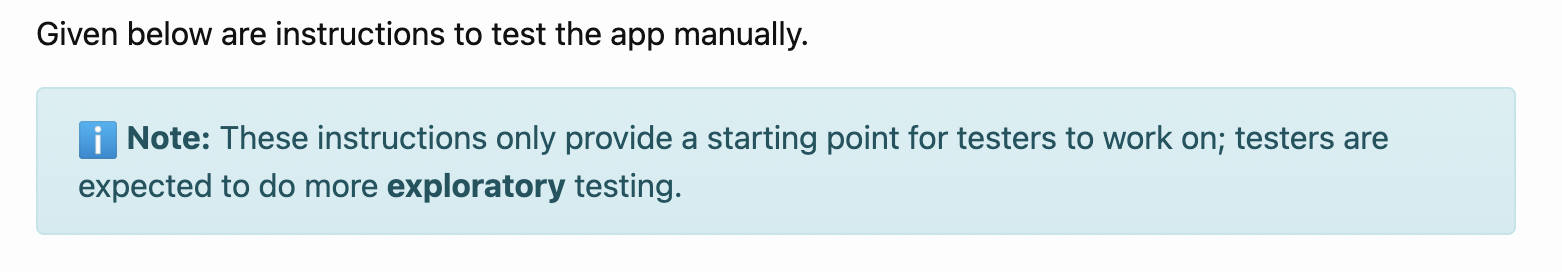 Given below are instructions to test the app manually.
ℹ️ Note: These instructions only provide a starting point for testers to work on; testers are
expected to do more exploratory testing.